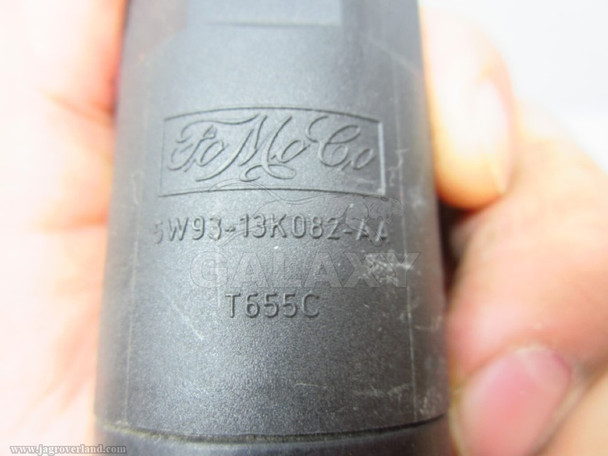 FoMoCo
5W93-13K082-AA
GALAXY
T655C
www.jagroverland.com